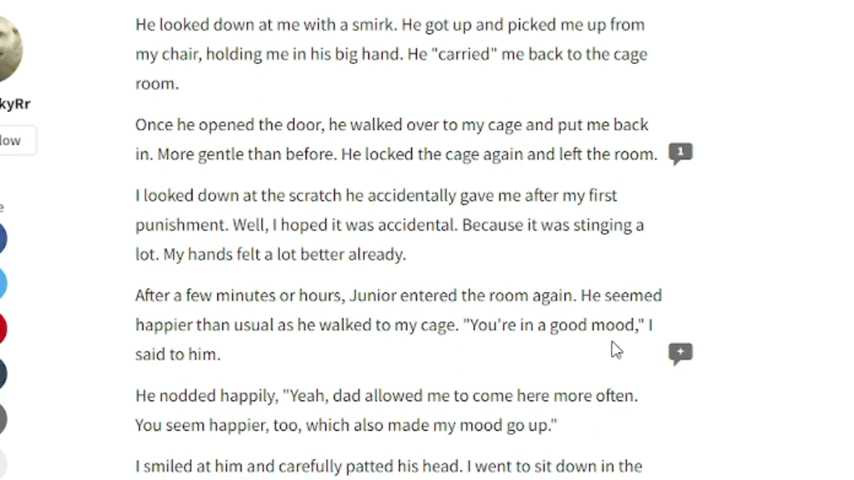 He looked down at me with a smirk. He got up and picked me up from
my chair, holding me in his big hand. He "carried" me back to the cage
room.
kyRr
low
Once he opened the door, he walked over to my cage and put me back
in. More gentle than before. He locked the cage again and left the room.
1
e
I looked down at the scratch he accidentally gave me after my first
punishment. Well, I hoped it was accidental. Because it was stinging a
lot. My hands felt a lot better already.
After a few minutes or hours, Junior entered the room again. He seemed
happier than usual as he walked to my cage. "You're in a good mood," I
said to him.
+
He nodded happily, "Yeah, dad allowed me to come here more often.
You seem happier, too, which also made my mood go up."
I smiled at him and carefully patted his head. I went to sit down in the